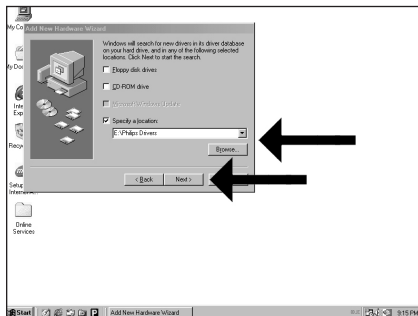 My Co
Add New Hardware Wizard
Windows will search for new drivers in its driver database
on your hard drive, and in any of the following selected
locations. Click Next to start the search.
Floppy disk drives
CD-ROM drive
Microsoft Windows Update
Specify a location:
E:\Philips Drivers
Browse...
< Back
Next >
My Doc
Inte
Exp
Recy
Setup
Online
Services
Start
Add New Hardware Wizard
9:15 PM